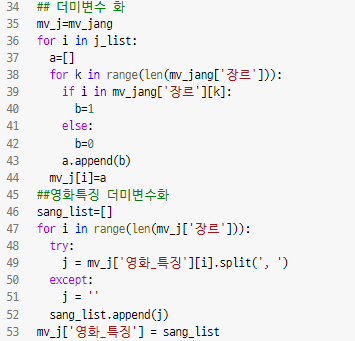 34 ## 더미변수 화
35 mv_j=mv_jang
36 for i in j_list:
37 a=[]
38 for k in range(len(mv_jang['장르'])):
39 if i in mv_jang['장르'][k]:
40 b=1
41 else:
42 b=0
43 a.append(b)
44 mv_j[i]=a
45 ##영화특징 더미변수화
46 sang_list=[]
47 for i in range(len(mv_j['장르'])):
48 try:
49 j = mv_j['영화_특징'][i].split(', ')
50 except:
51 j = ''
52 sang_list.append(j)
53 mv_j['영화_특징'] = sang_list